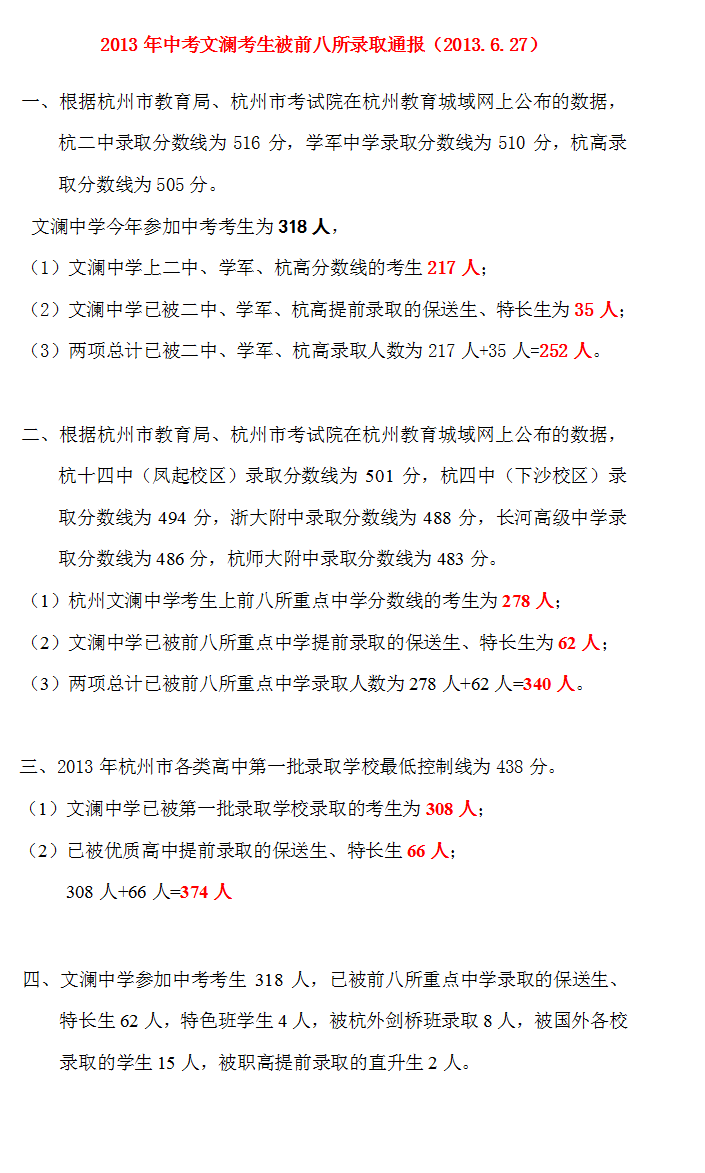 2013年中考文澜考生被前八所录取通报（2013.6.27）
一、根据杭州市教育局、杭州市考试院在杭州教育城域网上公布的数据，
杭二中录取分数线为 516 分，学军中学录取分数线为 510 分，杭高录
取分数线为 505 分。
文澜中学今年参加中考考生为 318 人，
（1）文澜中学上二中、学军、杭高分数线的考生 217 人；
（2）文澜中学已被二中、学军、杭高提前录取的保送生、特长生为 35 人；
（3）两项总计已被二中、学军、杭高录取人数为 217 人+35 人=252 人。
二、根据杭州市教育局、杭州市考试院在杭州教育城域网上公布的数据，
杭十四中（凤起校区）录取分数线为 501 分，杭四中（下沙校区）录
取分数线为 494 分，浙大附中录取分数线为 488 分，长河高级中学录
取分数线为 486 分，杭师大附中录取分数线为 483 分。
（1）杭州文澜中学考生上前八所重点中学分数线的考生为 278 人；
（2）文澜中学已被前八所重点中学提前录取的保送生、特长生为 62 人；
（3）两项总计已被前八所重点中学录取人数为 278 人+62 人=340 人。
三、2013 年杭州市各类高中第一批录取学校最低控制线为 438 分。
（1）文澜中学已被第一批录取学校录取的考生为 308 人；
（2）已被优质高中提前录取的保送生、特长生 66 人；
308 人+66 人=374 人
四、文澜中学参加中考考生 318 人，已被前八所重点中学录取的保送生、
特长生 62 人，特色班学生 4 人，被杭外剑桥班录取 8 人，被国外各校
录取的学生 15 人，被职高提前录取的直升生 2 人。